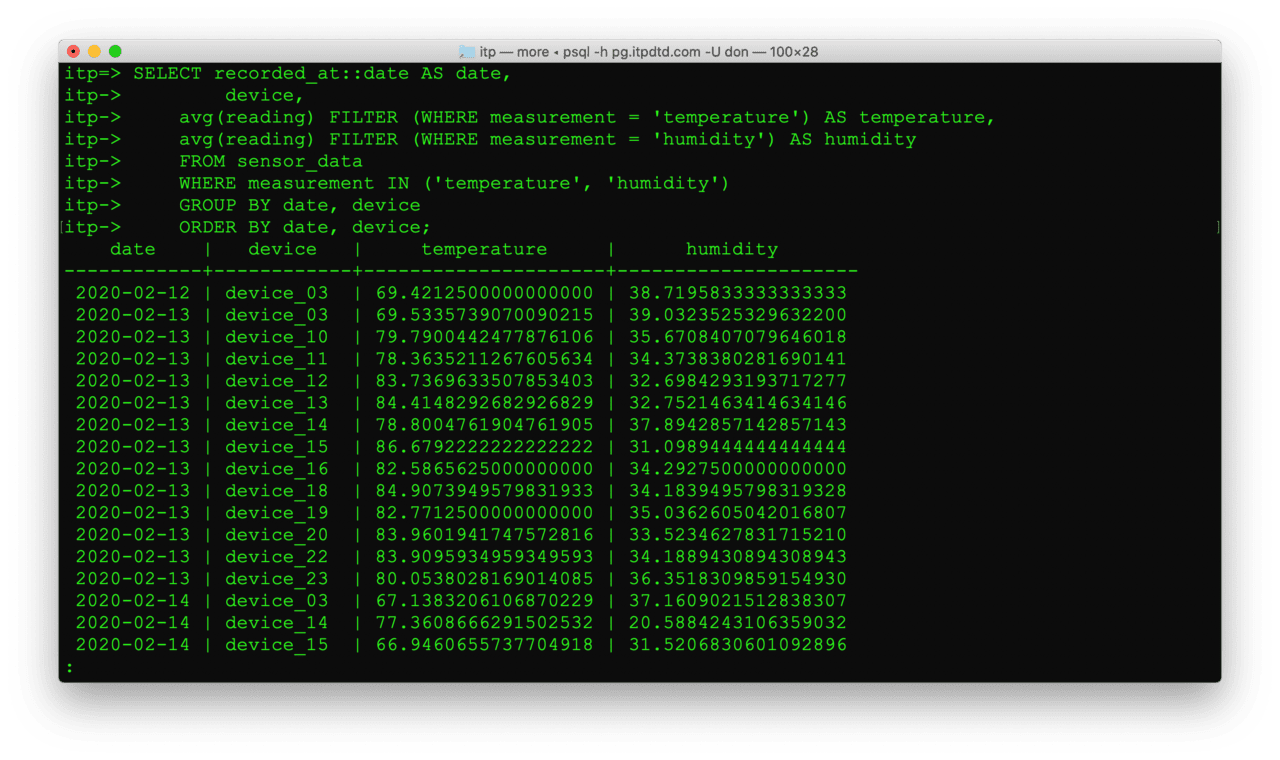 itp — more ◂ psql -h pg.itpdtd.com -U don — 100×28
itp=> SELECT recorded_at::date AS date,
itp->         device,
itp->     avg(reading) FILTER (WHERE measurement = 'temperature') AS temperature,
itp->     avg(reading) FILTER (WHERE measurement = 'humidity') AS humidity
itp->     FROM sensor_data
itp->     WHERE measurement IN ('temperature', 'humidity')
itp->     GROUP BY date, device
[itp->     ORDER BY date, device;                                                                    ]
    date    |   device   |     temperature     |      humidity
------------+------------+---------------------+---------------------
 2020-02-12 | device_03  | 69.4212500000000000 | 38.7195833333333333
 2020-02-13 | device_03  | 69.5335739070090215 | 39.0323525329632200
 2020-02-13 | device_10  | 79.7900442477876106 | 35.6708407079646018
 2020-02-13 | device_11  | 78.3635211267605634 | 34.3738380281690141
 2020-02-13 | device_12  | 83.7369633507853403 | 32.6984293193717277
 2020-02-13 | device_13  | 84.4148292682926829 | 32.7521463414634146
 2020-02-13 | device_14  | 78.8004761904761905 | 37.8942857142857143
 2020-02-13 | device_15  | 86.6792222222222222 | 31.0989444444444444
 2020-02-13 | device_16  | 82.5865625000000000 | 34.2927500000000000
 2020-02-13 | device_18  | 84.9073949579831933 | 34.1839495798319328
 2020-02-13 | device_19  | 82.7712500000000000 | 35.0362605042016807
 2020-02-13 | device_20  | 83.9601941747572816 | 33.5234627831715210
 2020-02-13 | device_22  | 83.9095934959349593 | 34.1889430894308943
 2020-02-13 | device_23  | 80.0538028169014085 | 36.3518309859154930
 2020-02-14 | device_03  | 67.1383206106870229 | 37.1609021512838307
 2020-02-14 | device_14  | 77.3608666291502532 | 20.5884243106359032
 2020-02-14 | device_15  | 66.9460655737704918 | 31.5206830601092896
: